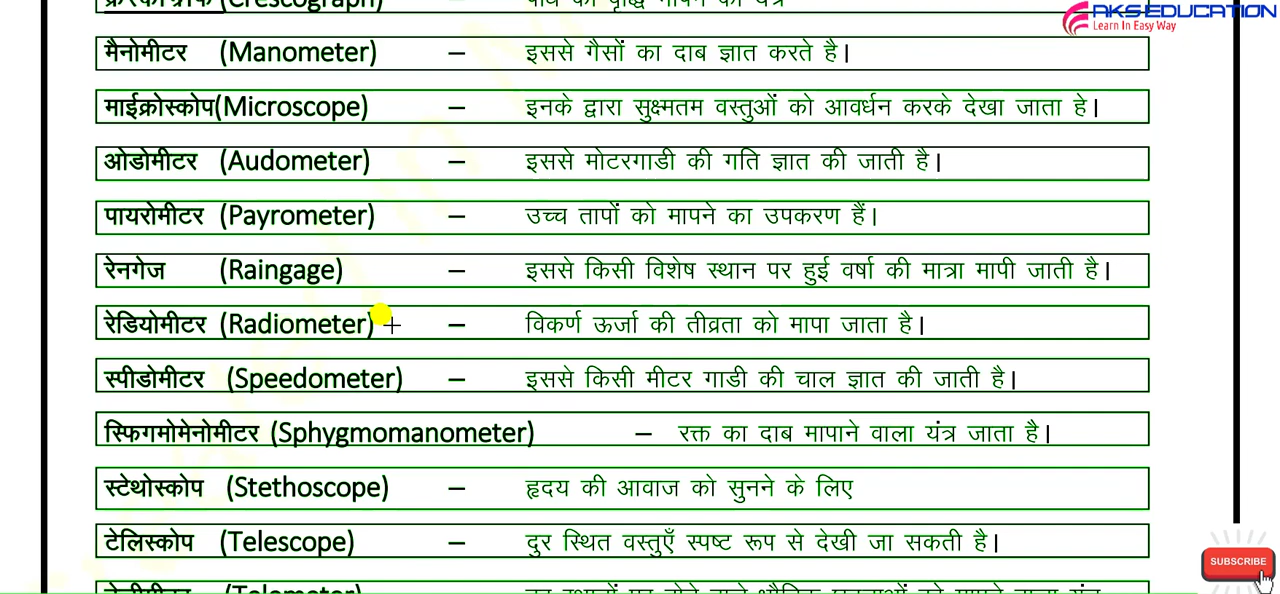 (Crescograph)
AKS EDUCATION
Learn In Easy Way
मैनोमीटर (Manometer) – इससे गैसों का दाब ज्ञात करते है।
माईक्रोस्कोप(Microscope) – इनके द्वारा सुक्ष्मतम वस्तुओं को आवर्धन करके देखा जाता हे।
ओडोमीटर (Audometer) – इससे मोटरगाडी की गति ज्ञात की जाती है।
पायरोमीटर (Payrometer) – उच्च तापों को मापने का उपकरण हैं।
रेनगेज (Raingage) – इससे किसी विशेष स्थान पर हुई वर्षा की मात्रा मापी जाती है।
रेडियोमीटर (Radiometer) – विकर्ण ऊर्जा की तीव्रता को मापा जाता है।
स्पीडोमीटर (Speedometer) – इससे किसी मीटर गाडी की चाल ज्ञात की जाती है।
स्फिगमोमेनोमीटर (Sphygmomanometer) – रक्त का दाब मापाने वाला यंत्र जाता है।
स्टेथोस्कोप (Stethoscope) – हृदय की आवाज को सुनने के लिए
टेलिस्कोप (Telescope) – दुर स्थित वस्तुएँ स्पष्ट रूप से देखी जा सकती है।
SUBSCRIBE